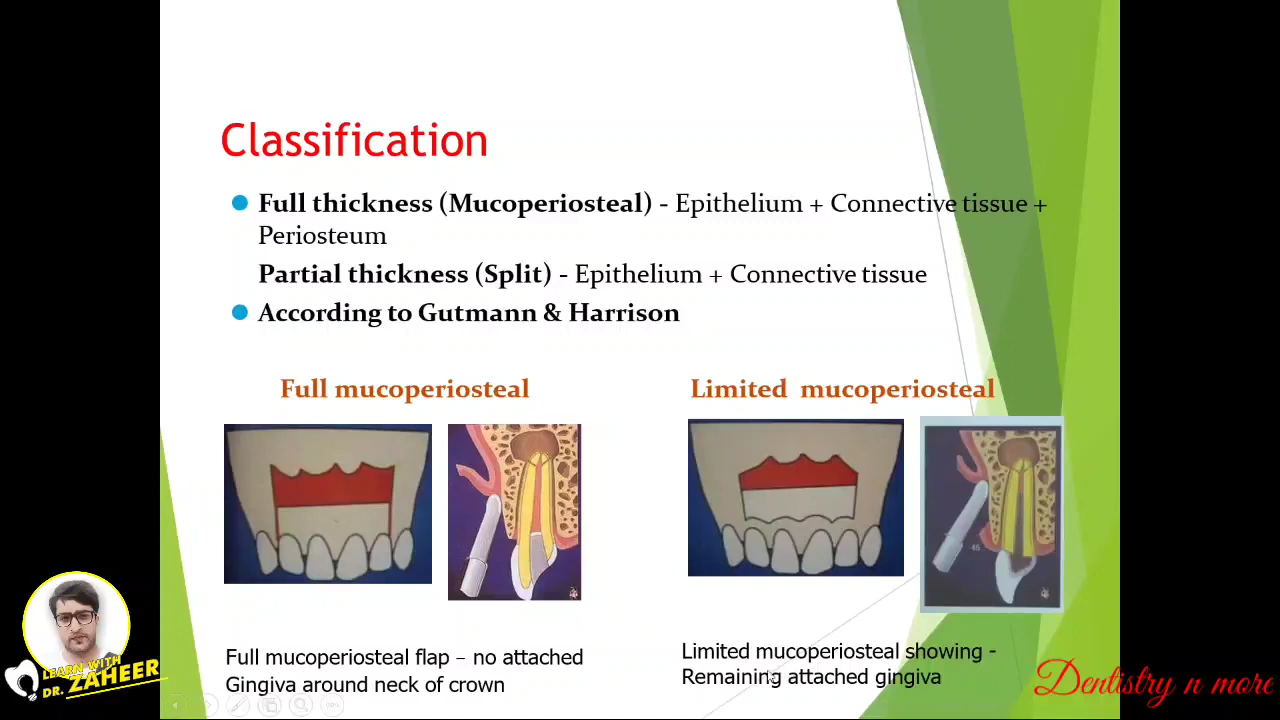 Classification
Full thickness (Mucoperiosteal) - Epithelium + Connective tissue +
Periosteum
Partial thickness (Split) - Epithelium + Connective tissue
According to Gutmann & Harrison
Full mucoperiosteal
Limited mucoperiosteal
45
Full mucoperiosteal flap – no attached
Gingiva around neck of crown
Limited mucoperiosteal showing -
Remaining attached gingiva
LEARN WITH
DR. ZAHEER
Dentistry n more